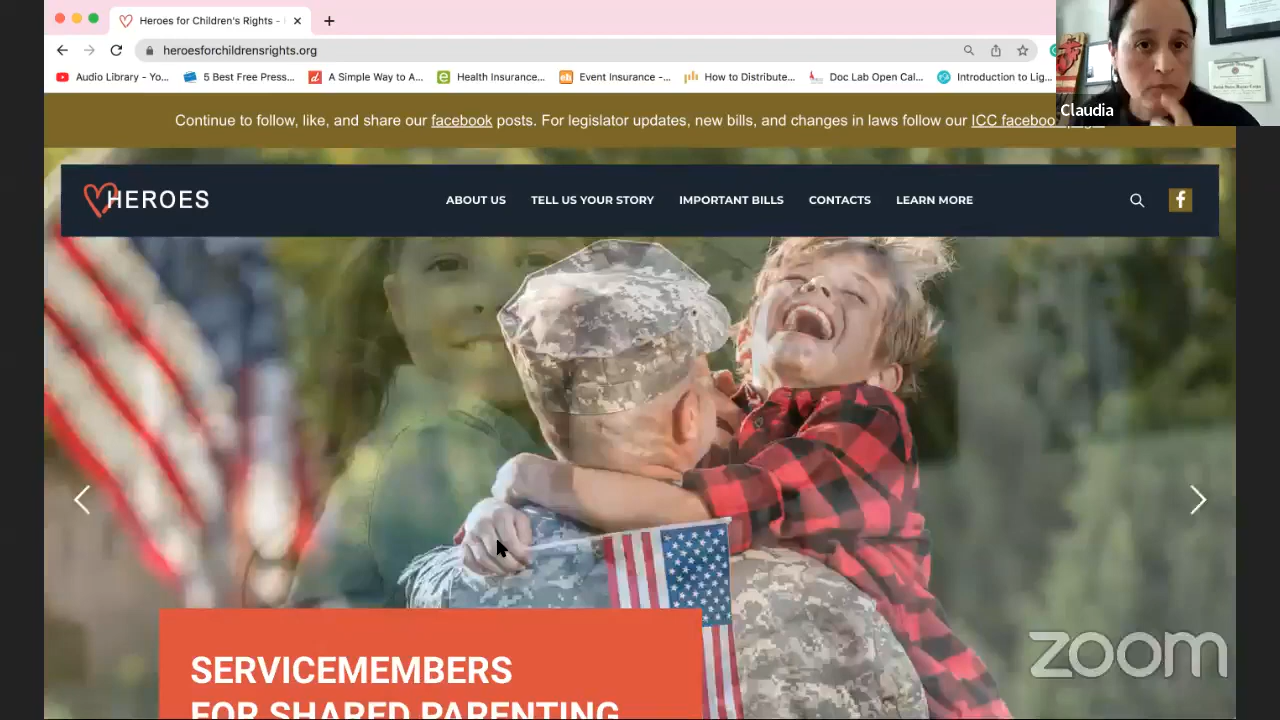 Heroes for Children's Rights -
heroesforchildrensrights.org
Audio Library - Yo... 5 Best Free Press... A Simple Way to A... Health Insurance... Event Insurance -... How to Distribute... Doc Lab Open Cal... Introduction to Lig...
Claudia
Continue to follow, like, and share our facebook posts. For legislator updates, new bills, and changes in laws follow our ICC facebook
HEROES
ABOUT US TELL US YOUR STORY IMPORTANT BILLS CONTACTS LEARN MORE
SERVICEMEMBERS
FOR SHARED PARENTING
zoom